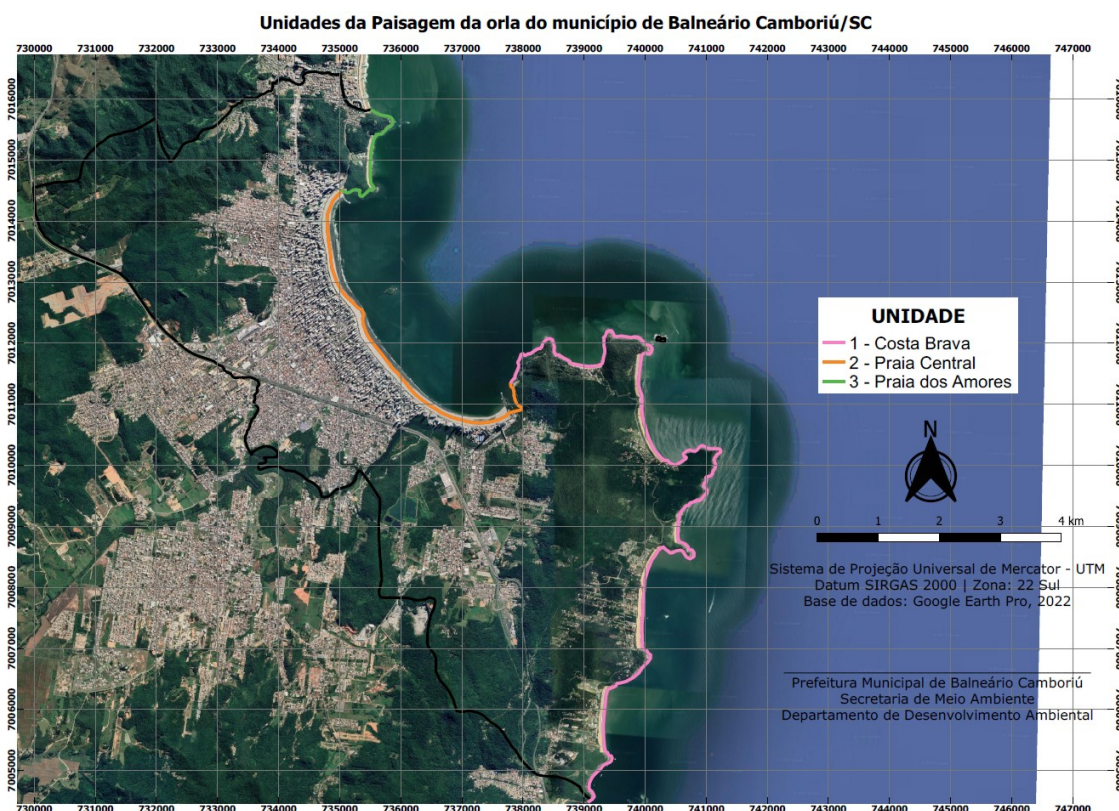 Unidades da Paisagem da orla do município de Balneário Camboriú/SC
730000 731000 732000 733000 734000 735000 736000 737000 738000 739000 740000 741000 742000 743000 744000 745000 746000 747000
7016000
7015000
7014000
7013000
7012000
7011000
7010000
7009000
7008000
7007000
7006000
7005000
UNIDADE
1 - Costa Brava
2 - Praia Central
3 - Praia dos Amores
N
0 1 2 3 4 km
Sistema de Projeção Universal de Mercator - UTM
Datum SIRGAS 2000 | Zona: 22 Sul
Base de dados: Google Earth Pro, 2022
Prefeitura Municipal de Balneário Camboriú
Secretaria de Meio Ambiente
Departamento de Desenvolvimento Ambiental
730000 731000 732000 733000 734000 735000 736000 737000 738000 739000 740000 741000 742000 743000 744000 745000 746000 747000